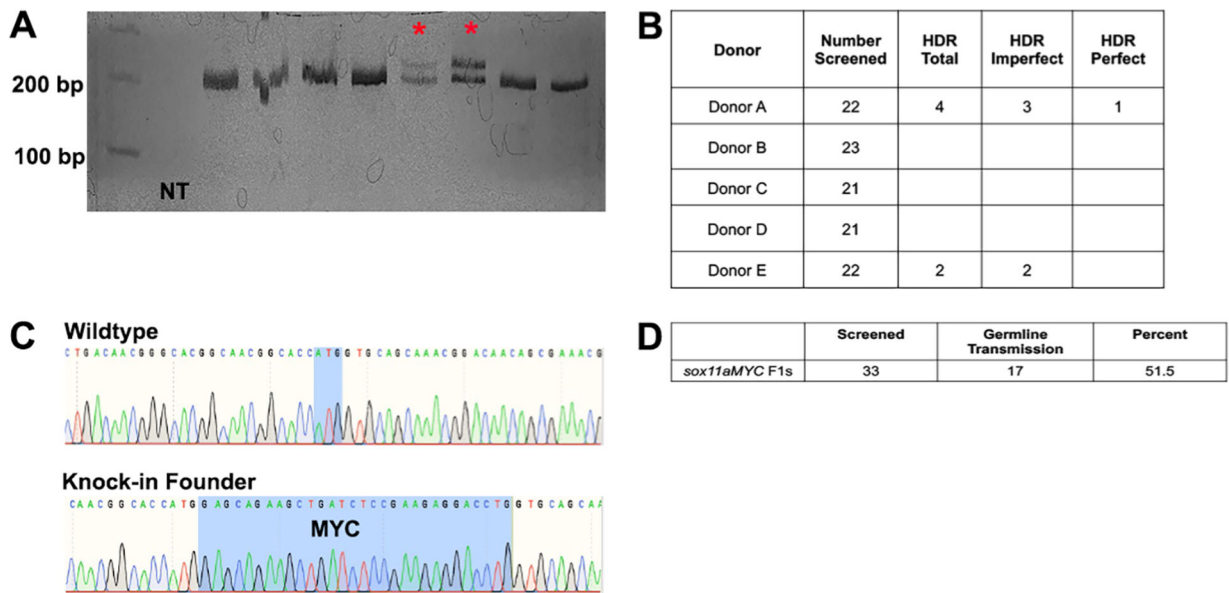 A
200 bp
100 bp
NT
* *
B
Donor Number Screened HDR Total HDR Imperfect HDR Perfect
Donor A 22 4 3 1
Donor B 23
Donor C 21
Donor D 21
Donor E 22 2 2
C
Wildtype
C T G A C A A C G G G C A C G G C A A C G G C A C C A T G G T G C A G C A A A C G G A C A A C A G C G A A A C G
Knock-in Founder
C A A C G G C A C C A T G G A G C A G A A G C T G A T C T C C G A A G A G G A C C T G G T G C A G C A A
MYC
D
Screened Germline Transmission Percent
sox11aMYC F1s 33 17 51.5